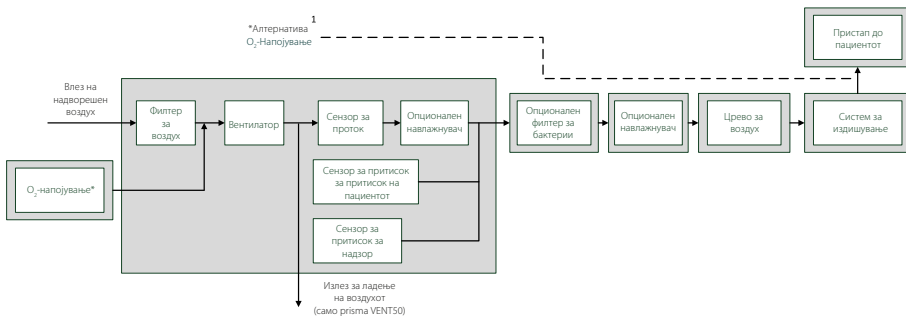 *Алтернатива 1
O2-Напојување
Пристап до
пациентот
Влез на
надворешен
воздух
Филтер
за
воздух
Вентилатор
Сензор за
проток
Опционален
навлажнувач
Опционален
филтер за
бактерии
Опционален
навлажнувач
Црево за
воздух
Систем за
издишување
O2-напојување*
Сензор за притисок
за притисок на
пациентот
Сензор за
притисок за
надзор
Излез за ладење
на воздухот
(само prisma VENT50)